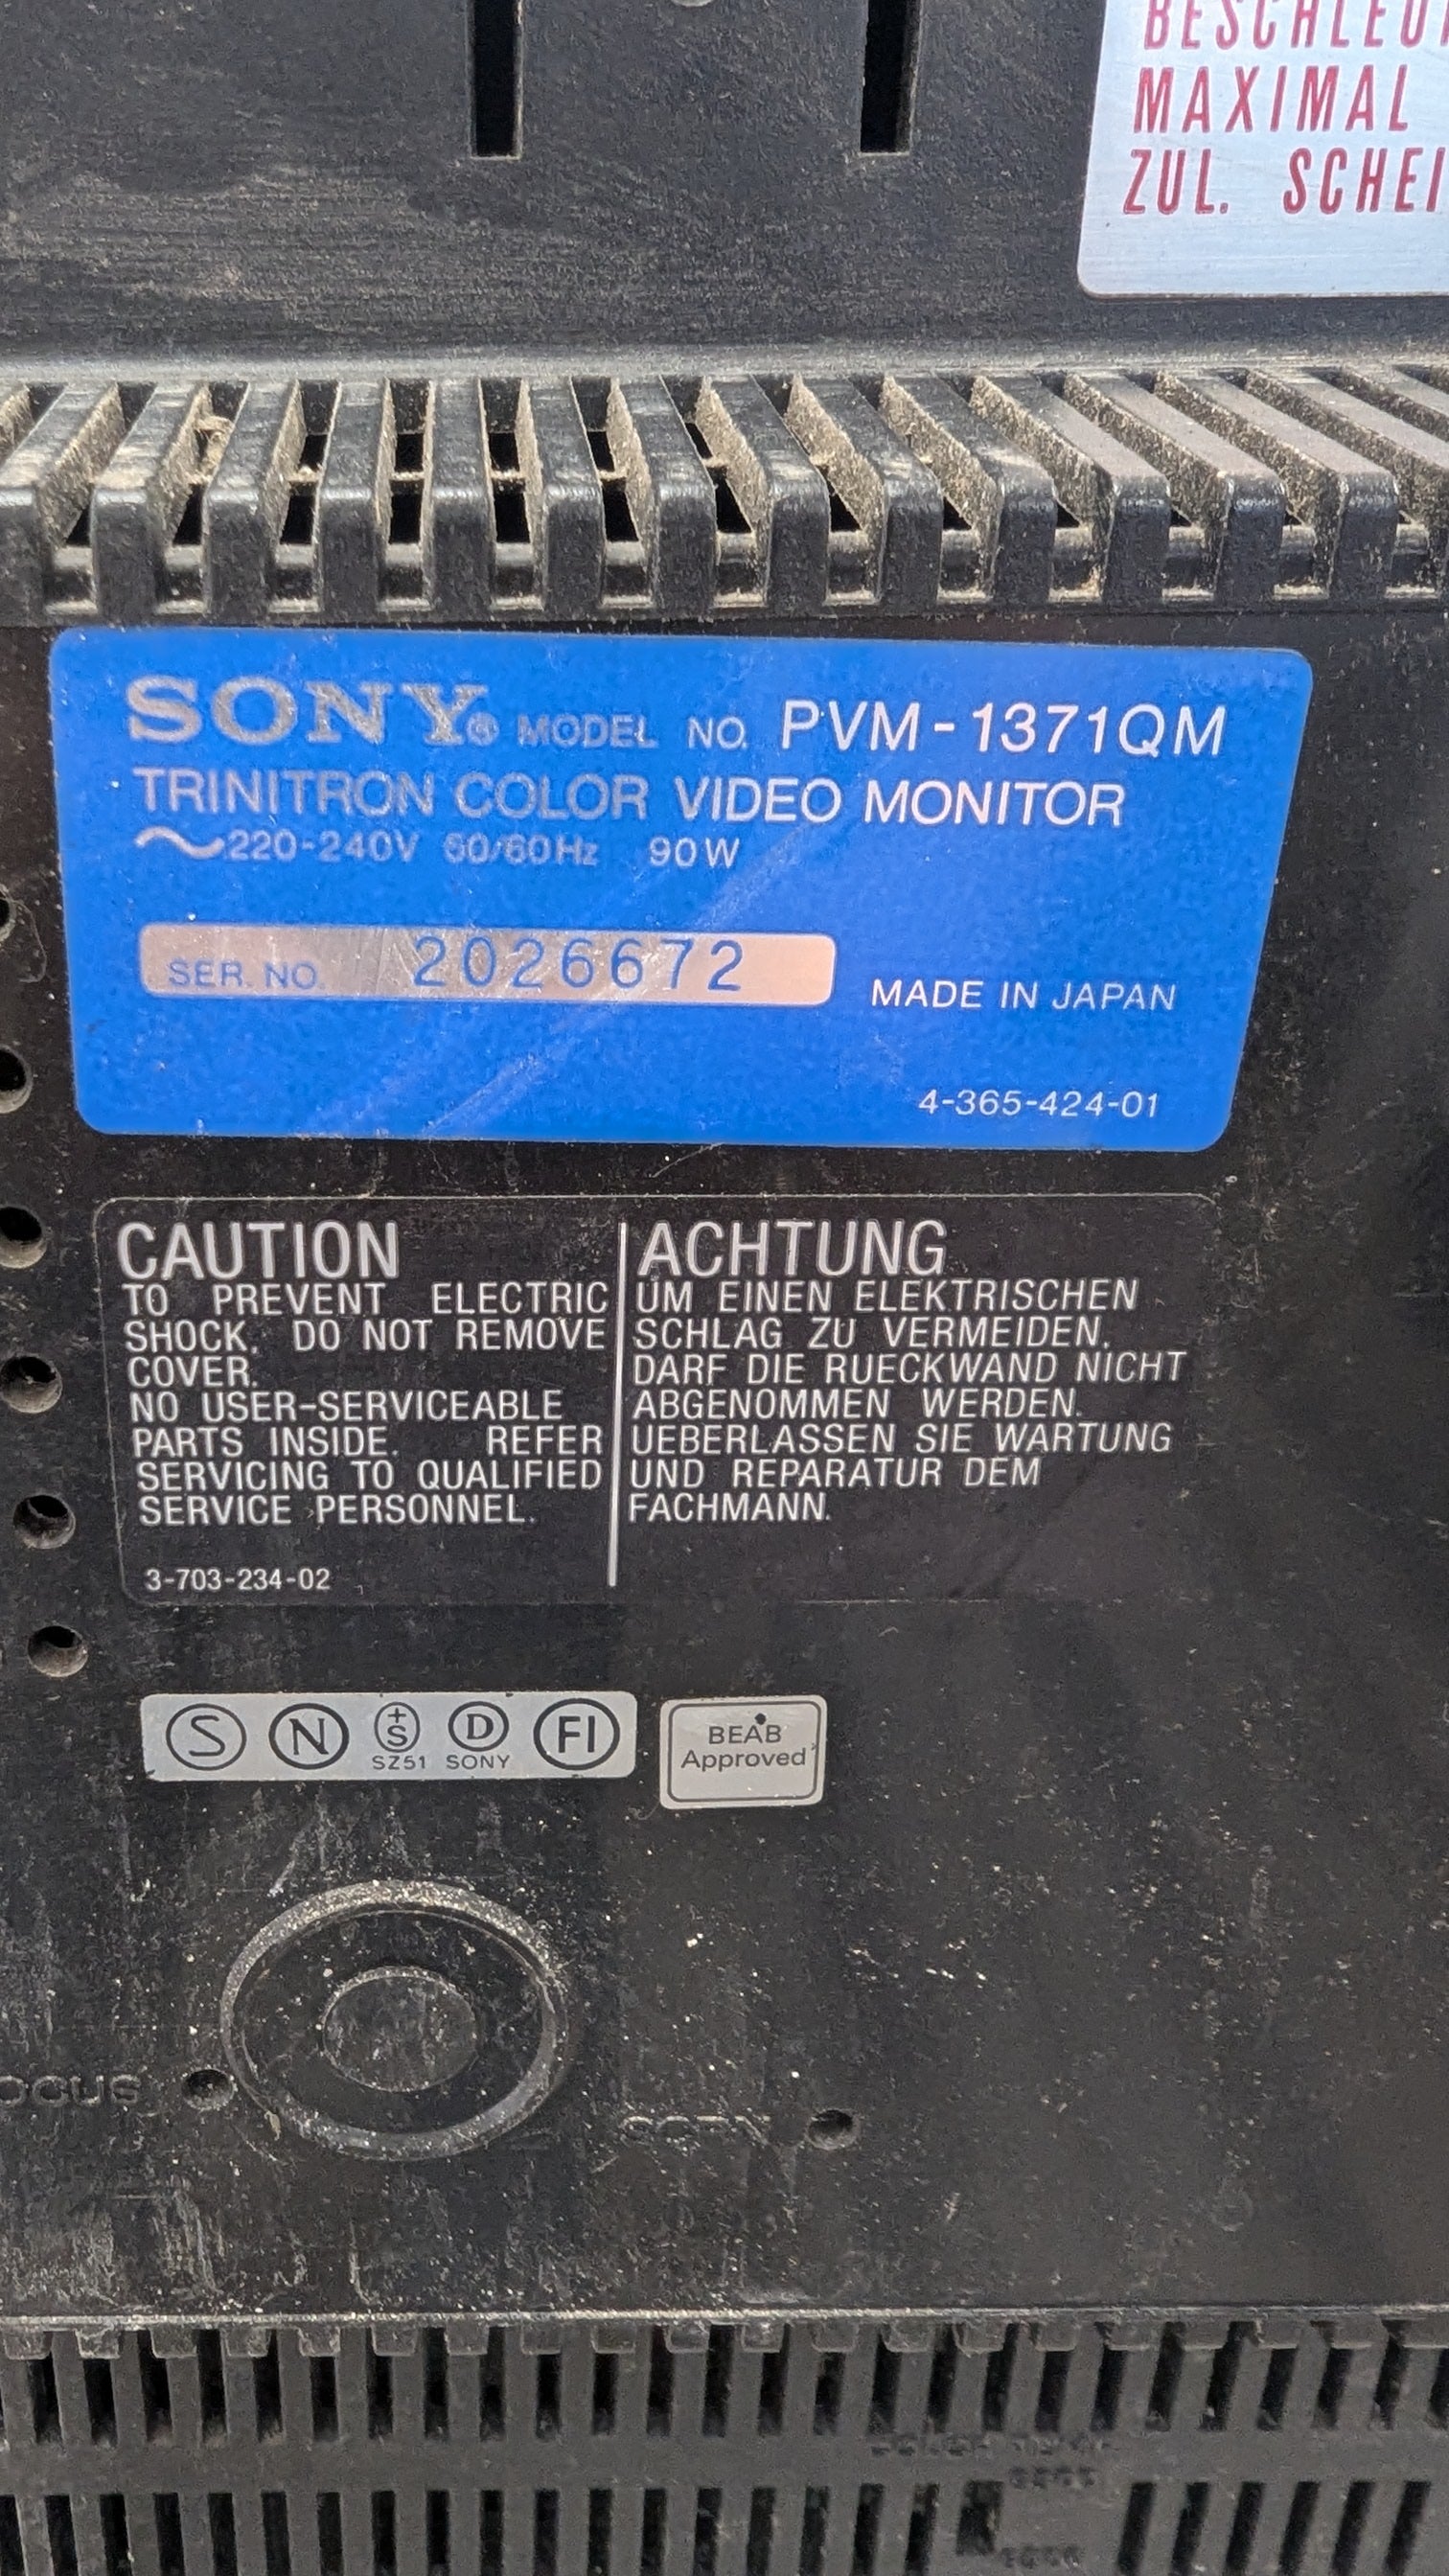 BESCHLEU
MAXIMAL
ZUL. SCHEI
SONY® MODEL NO. PVM-1371QM
TRINITRON COLOR VIDEO MONITOR
~220-240V 50/60Hz 90W
SER. NO. 2026672
MADE IN JAPAN
4-365-424-01
CAUTION
TO PREVENT ELECTRIC
SHOCK, DO NOT REMOVE
COVER.
NO USER-SERVICEABLE
PARTS INSIDE. REFER
SERVICING TO QUALIFIED
SERVICE PERSONNEL.
3-703-234-02
ACHTUNG
UM EINEN ELEKTRISCHEN
SCHLAG ZU VERMEIDEN,
DARF DIE RUECKWAND NICHT
ABGENOMMEN WERDEN.
UEBERLASSEN SIE WARTUNG
UND REPARATUR DEM
FACHMANN.
S N +S D FI
SZ51 SONY
BEAB
Approved
OCUS